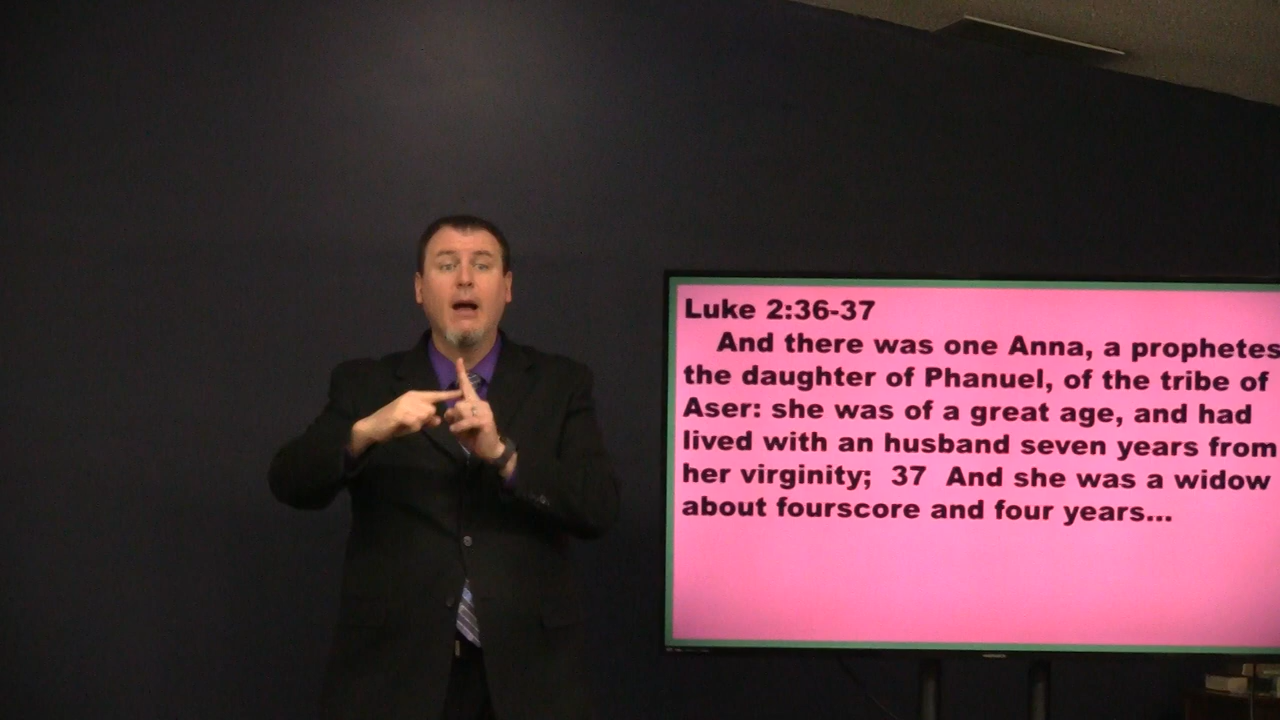 Luke 2:36-37
And there was one Anna, a prophetes
the daughter of Phanuel, of the tribe of
Aser: she was of a great age, and had
lived with an husband seven years from
her virginity; 37 And she was a widow
about fourscore and four years...